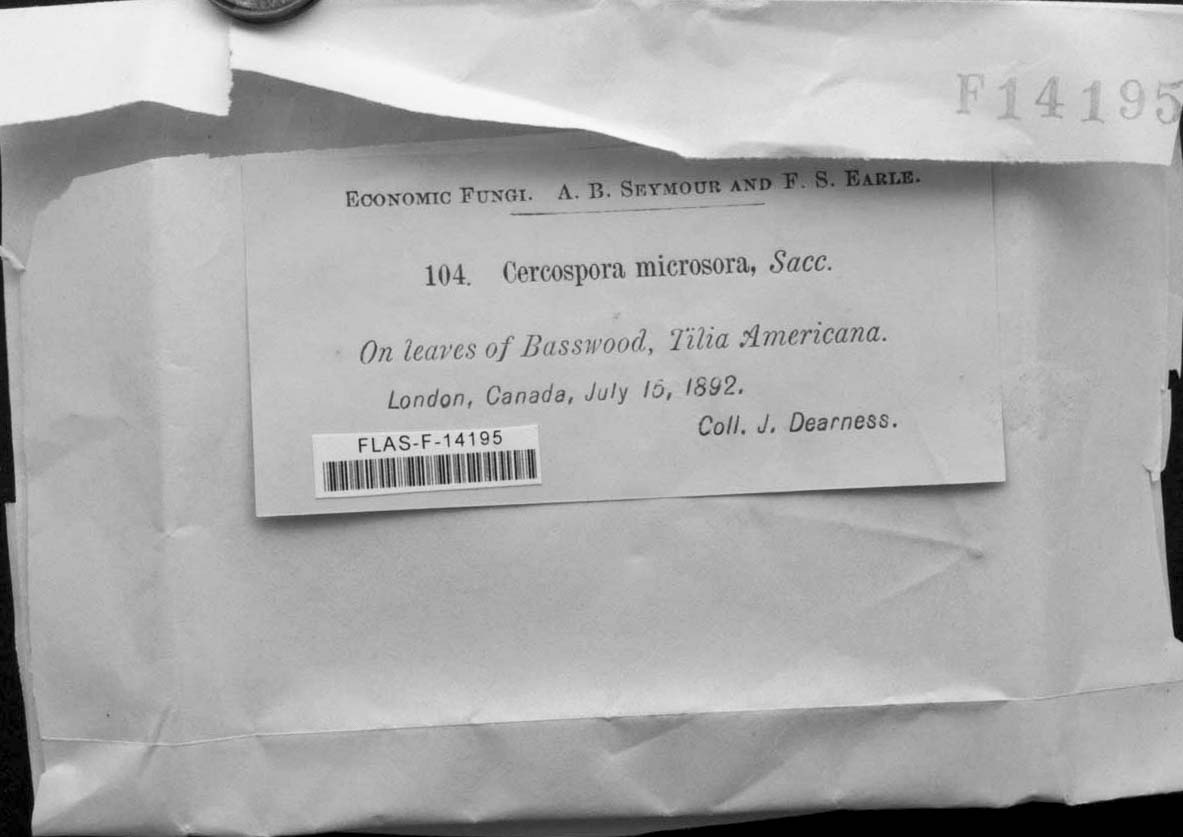 F14195
ECONOMIC FUNGI. A. B. SEYMOUR AND F. S. EARLE.
104. Cercospora microsora, Sacc.
On leaves of Basswood, Tilia Americana.
London, Canada, July 15, 1892.
Coll. J. Dearness.
FLAS-F-14195